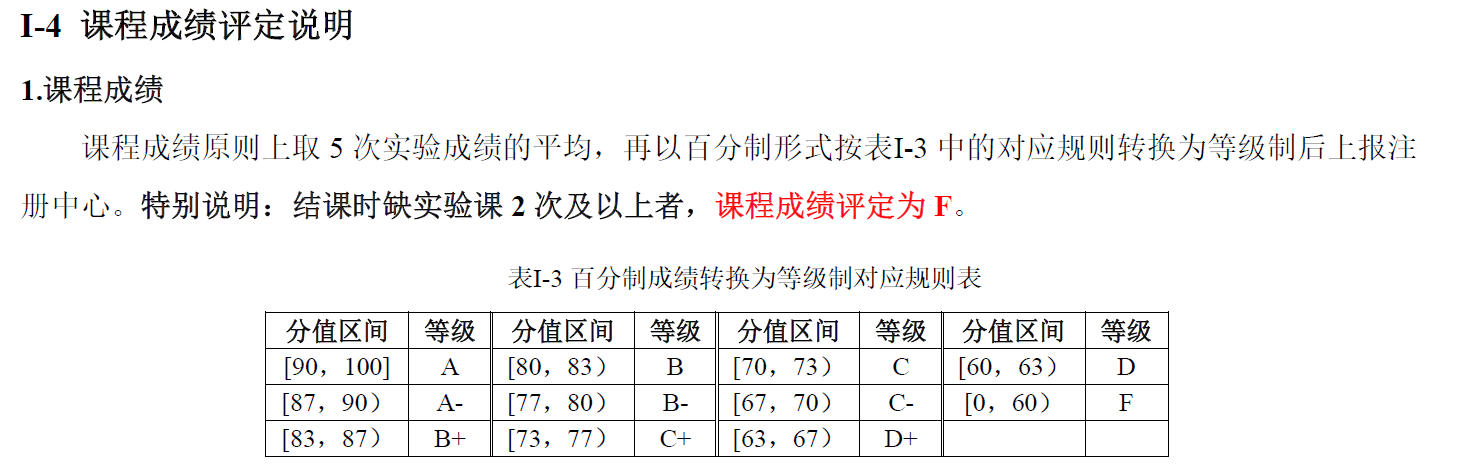 I-4 课程成绩评定说明
1.课程成绩
课程成绩原则上取 5 次实验成绩的平均，再以百分制形式按表I-3 中的对应规则转换为等级制后上报注
册中心。特别说明：结课时缺实验课 2 次及以上者，课程成绩评定为 F。
表I-3 百分制成绩转换为等级制对应规则表
分值区间 等级 分值区间 等级 分值区间 等级 分值区间 等级
[90，100] A [80，83） B [70，73） C [60，63） D
[87，90） A- [77，80） B- [67，70） C- [0，60） F
[83，87） B+ [73，77） C+ [63，67） D+